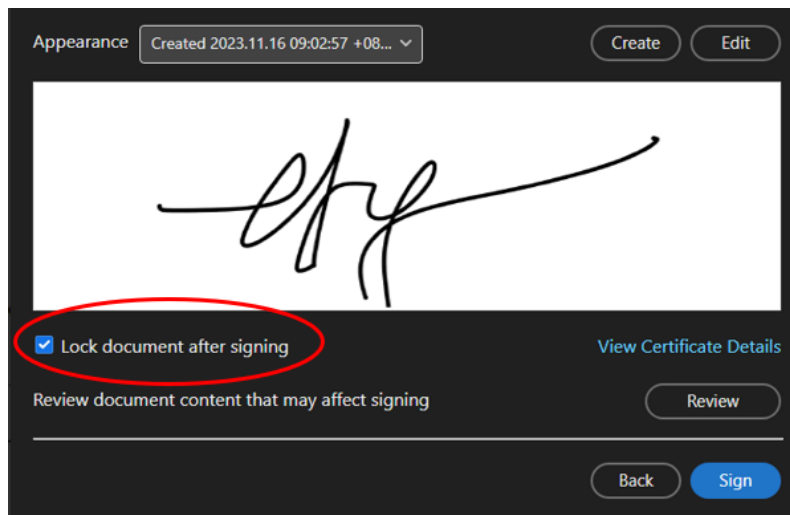 Appearance Created 2023.11.16 09:02:57 +08... Create Edit
Lock document after signing View Certificate Details
Review document content that may affect signing Review
Back Sign